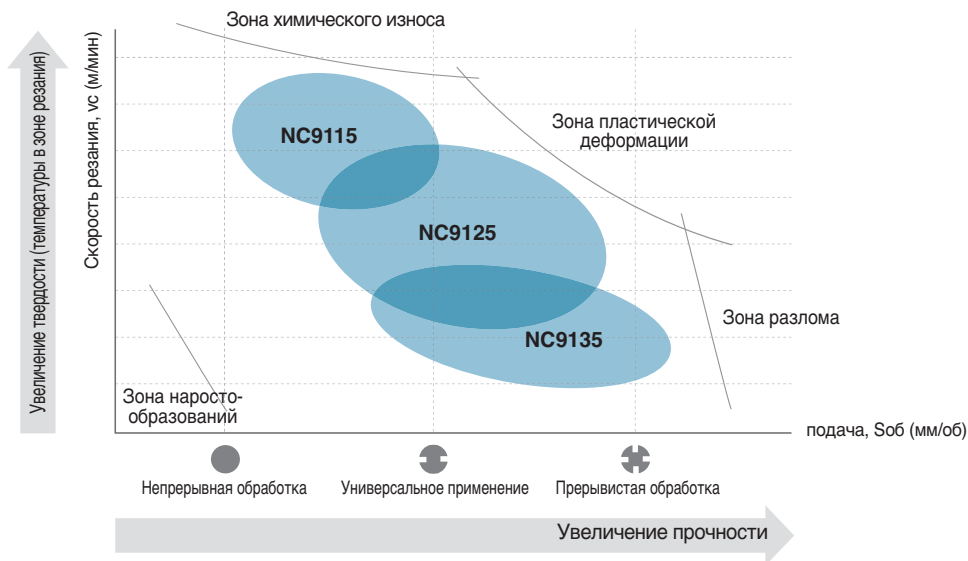 Зона химического износа
Увеличение твердости (температуры в зоне резания)
Скорость резания, vc (м/мин)
NC9115
Зона пластической
деформации
NC9125
Зона разлома
NC9135
Зона наросто-
образований
подача, Sоб (мм/об)
Непрерывная обработка
Универсальное применение
Прерывистая обработка
Увеличение прочности